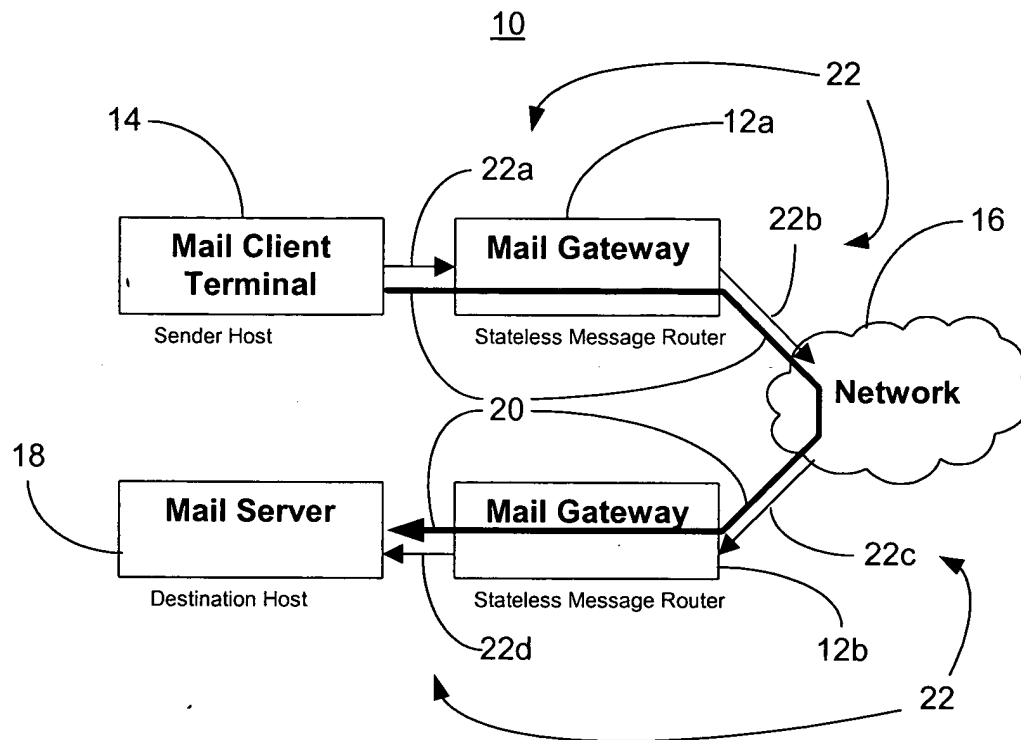 10
22
14
12a
22a
22b
16
Mail Client
Terminal
Mail Gateway
Sender Host
Stateless Message Router
Network
20
18
Mail Server
Mail Gateway
22c
Destination Host
Stateless Message Router
22d
12b
22